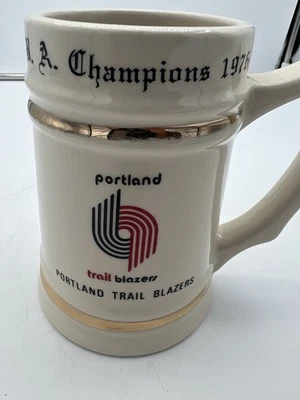 . A. Champions 197
portland
trail blazers
PORTLAND TRAIL BLAZERS